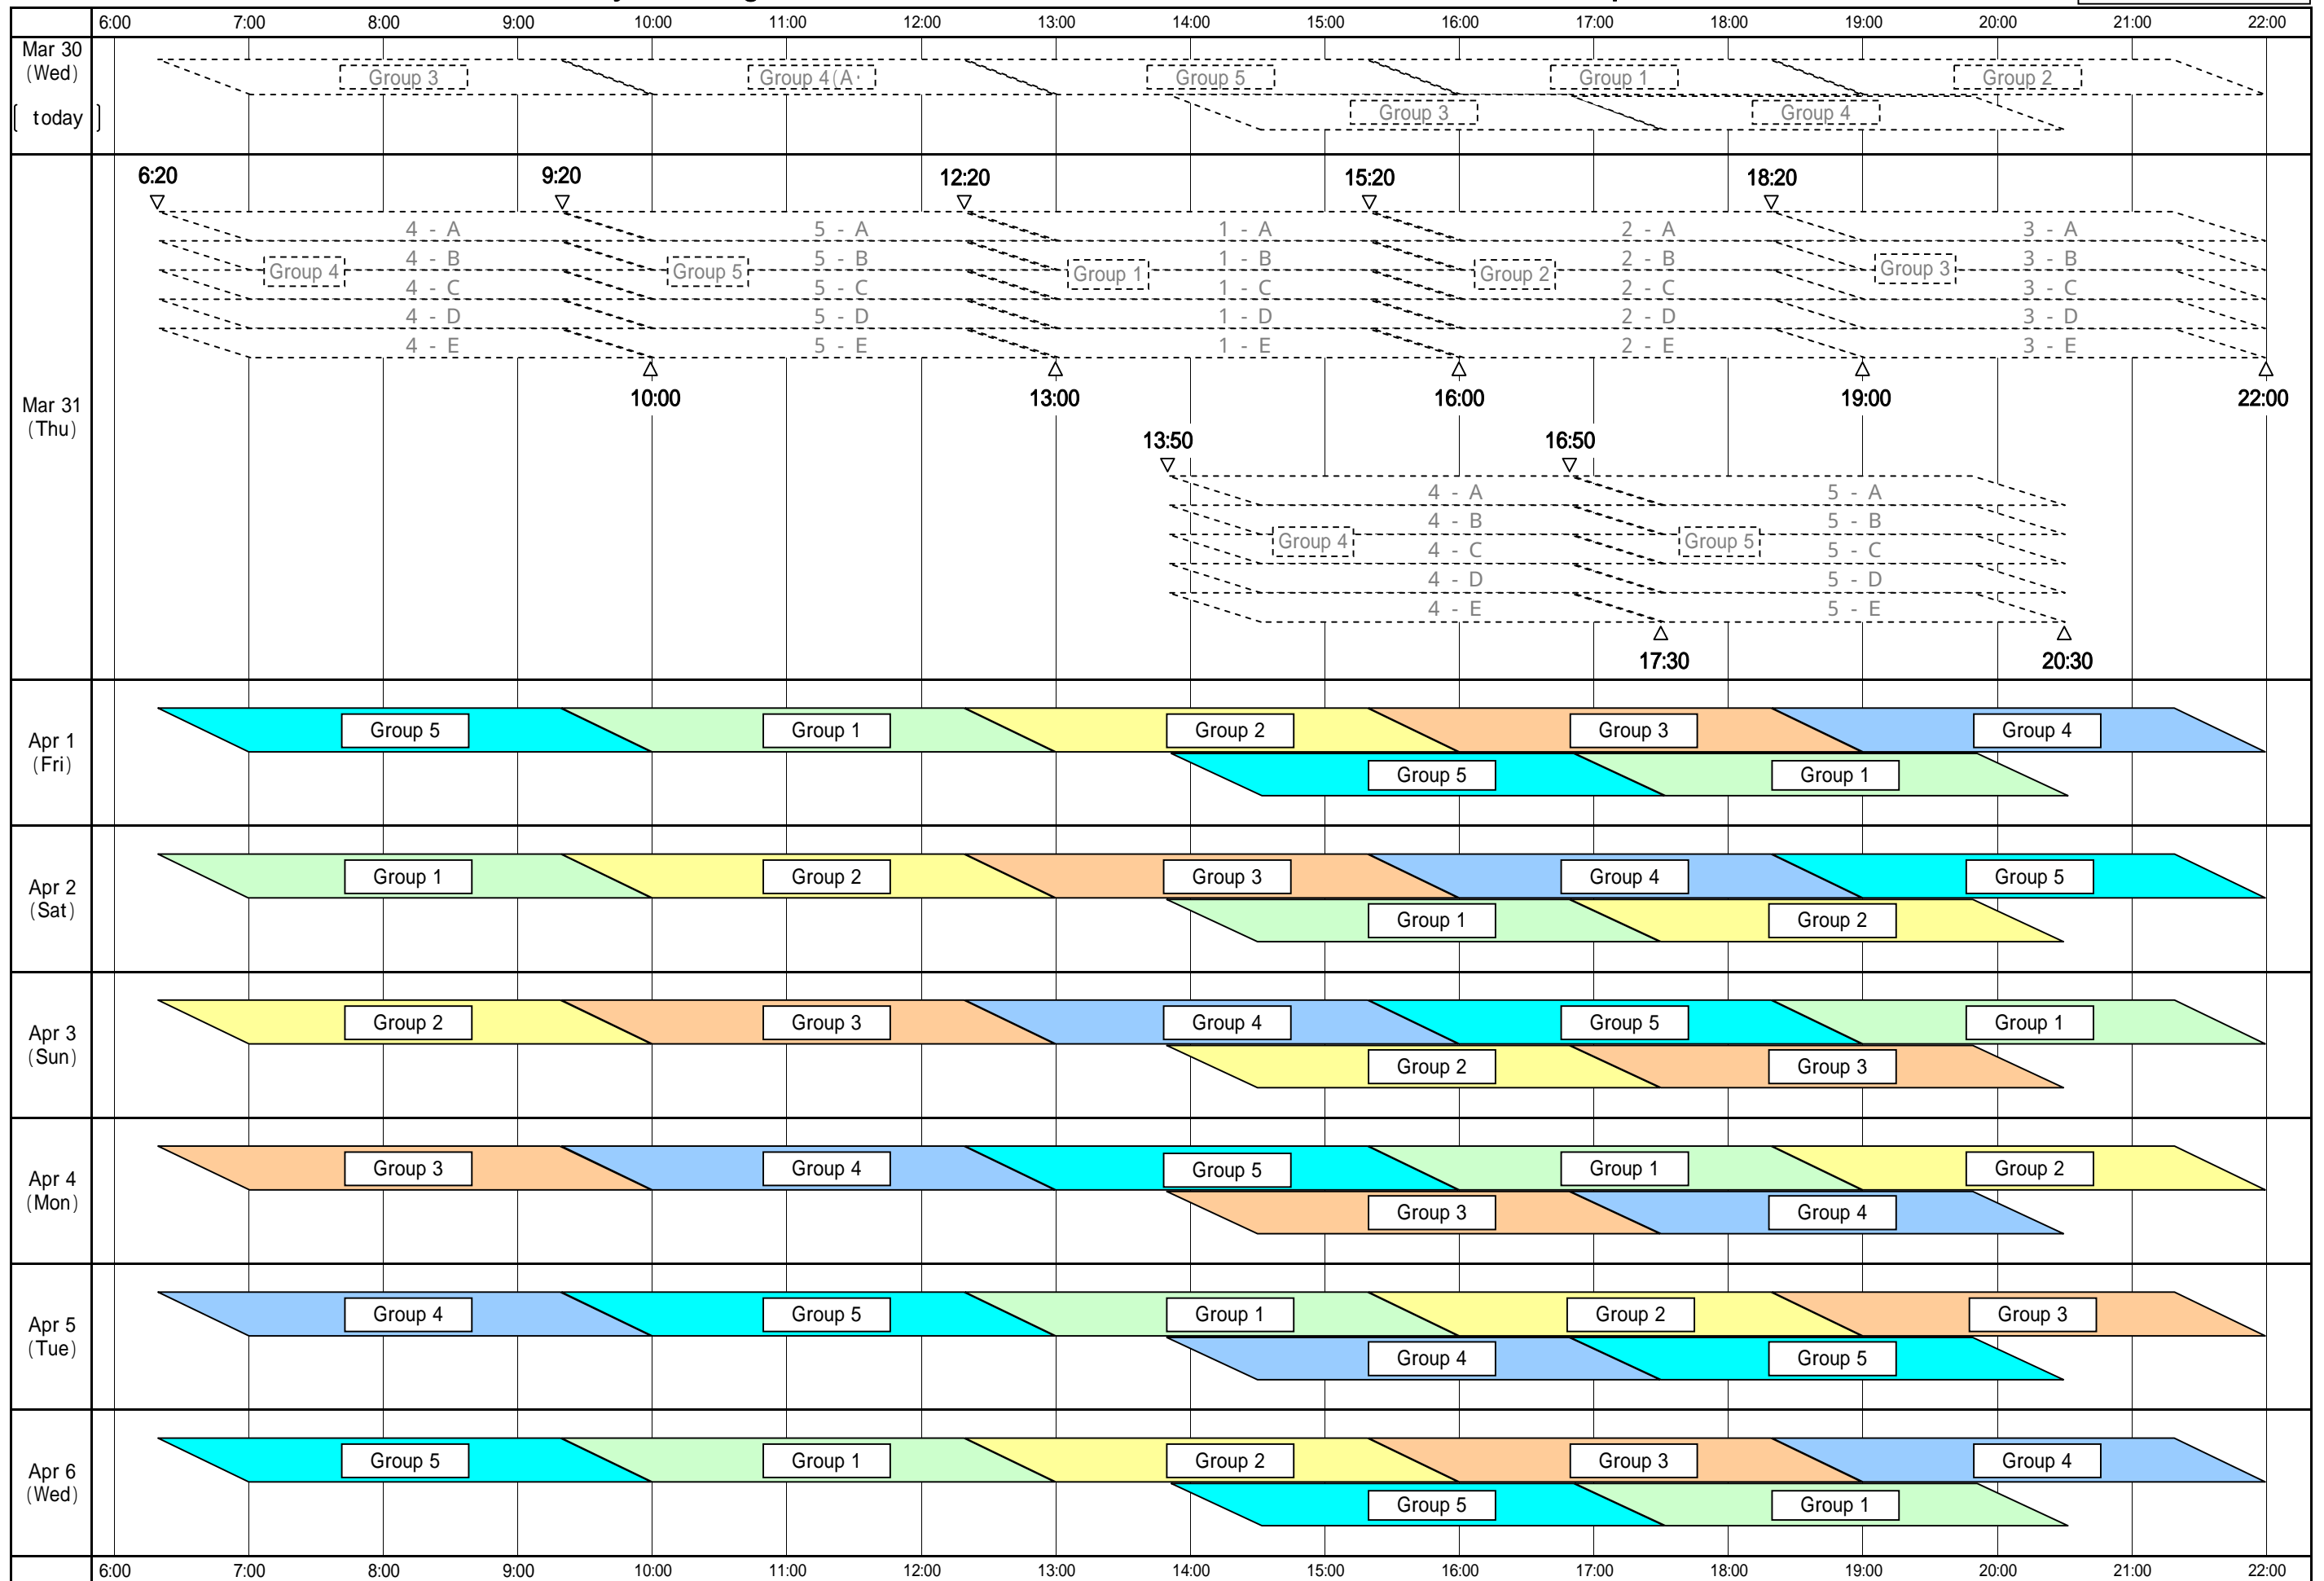 6:00 7:00 8:00 9:00 10:00 11:00 12:00 13:00 14:00 15:00 16:00 17:00 18:00 19:00 20:00 21:00 22:00
Mar 30
(Wed)
[ today ]
Group 3 Group 4(A· Group 5 Group 1 Group 2
Group 3 Group 4
Mar 31
(Thu)
6:20 9:20 12:20 15:20 18:20
4 - A 5 - A 1 - A 2 - A 3 - A
4 - B 5 - B 1 - B 2 - B 3 - B
Group 4 Group 5 Group 1 Group 2 Group 3
4 - C 5 - C 1 - C 2 - C 3 - C
4 - D 5 - D 1 - D 2 - D 3 - D
4 - E 5 - E 1 - E 2 - E 3 - E
10:00 13:00 16:00 19:00 22:00
13:50 16:50
4 - A 5 - A
4 - B 5 - B
Group 4 Group 5
4 - C 5 - C
4 - D 5 - D
4 - E 5 - E
17:30 20:30
Apr 1
(Fri)
Group 5 Group 1 Group 2 Group 3 Group 4
Group 5 Group 1
Apr 2
(Sat)
Group 1 Group 2 Group 3 Group 4 Group 5
Group 1 Group 2
Apr 3
(Sun)
Group 2 Group 3 Group 4 Group 5 Group 1
Group 2 Group 3
Apr 4
(Mon)
Group 3 Group 4 Group 5 Group 1 Group 2
Group 3 Group 4
Apr 5
(Tue)
Group 4 Group 5 Group 1 Group 2 Group 3
Group 4 Group 5
Apr 6
(Wed)
Group 5 Group 1 Group 2 Group 3 Group 4
Group 5 Group 1
6:00 7:00 8:00 9:00 10:00 11:00 12:00 13:00 14:00 15:00 16:00 17:00 18:00 19:00 20:00 21:00 22:00